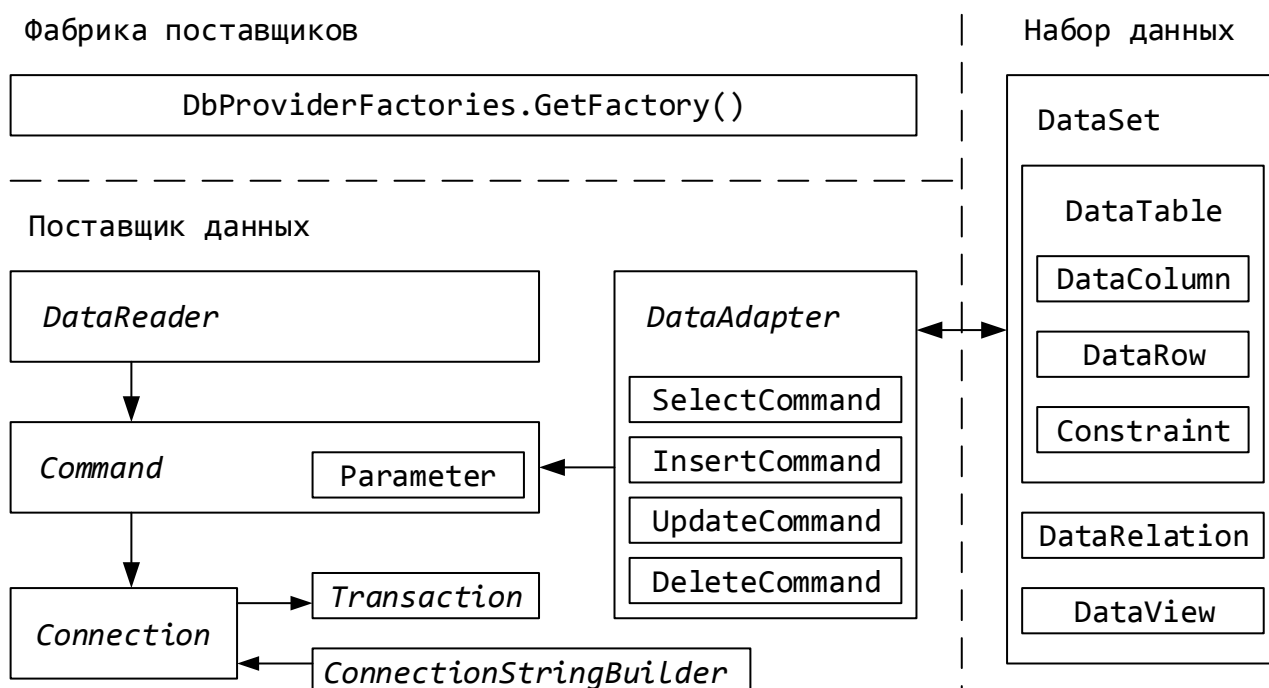 Фабрика поставщиков
DbProviderFactories.GetFactory()
Поставщик данных
DataReader
Command
Parameter
Connection
Transaction
ConnectionStringBuilder
DataAdapter
SelectCommand
InsertCommand
UpdateCommand
DeleteCommand
Набор данных
DataSet
DataTable
DataColumn
DataRow
Constraint
DataRelation
DataView